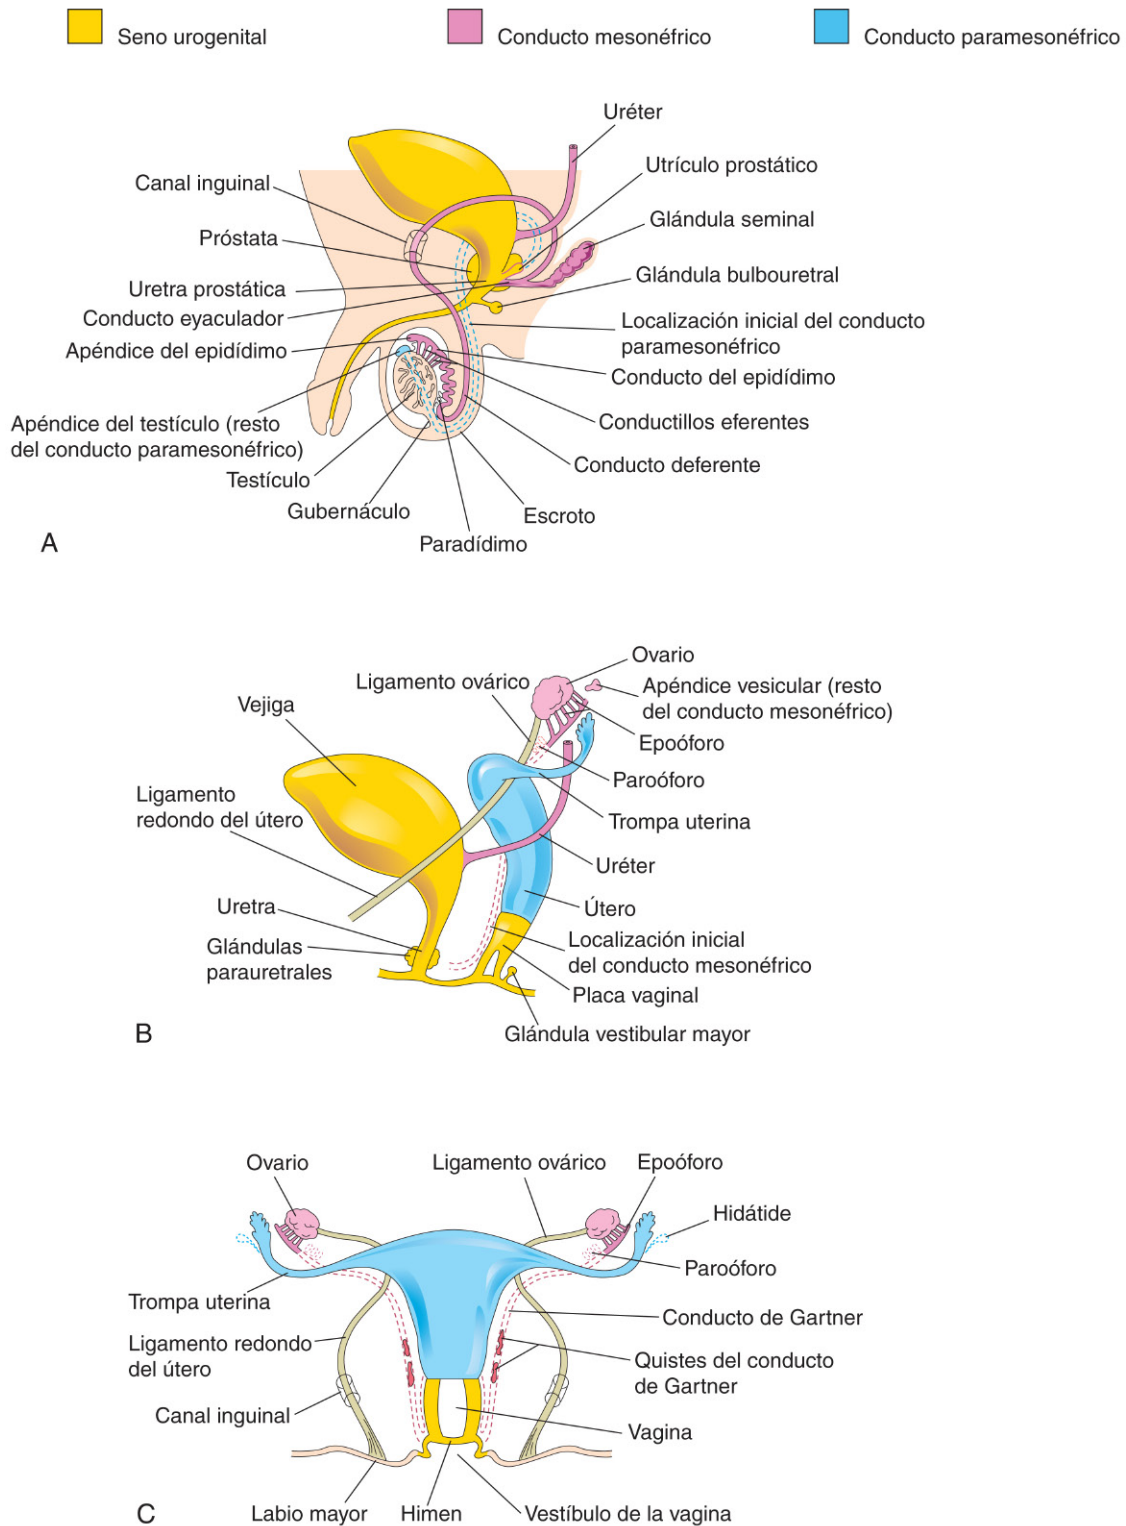 Seno urogenital
Conducto mesonéfrico
Conducto paramesonéfrico
Uréter
Utrículo prostático
Canal inguinal
Glándula seminal
Próstata
Glándula bulbouretral
Uretra prostática
Conducto eyaculador
Localización inicial del conducto
paramesonéfrico
Apéndice del epidídimo
Conducto del epidídimo
Apéndice del testículo (resto
del conducto paramesonéfrico)
Conductillos eferentes
Conducto deferente
Testículo
Gubernáculo
Escroto
Paradídimo
A
Ovario
Ligamento ovárico
Apéndice vesicular (resto
del conducto mesonéfrico)
Vejiga
Epoóforo
Paroóforo
Ligamento
redondo del útero
Trompa uterina
Uréter
Uretra
Útero
Glándulas
parauretrales
Localización inicial
del conducto mesonéfrico
Placa vaginal
Glándula vestibular mayor
B
Ovario
Ligamento ovárico
Epoóforo
Hidátide
Paroóforo
Trompa uterina
Conducto de Gartner
Ligamento redondo
del útero
Quistes del conducto
de Gartner
Canal inguinal
Vagina
Labio mayor
Himen
Vestíbulo de la vagina
C